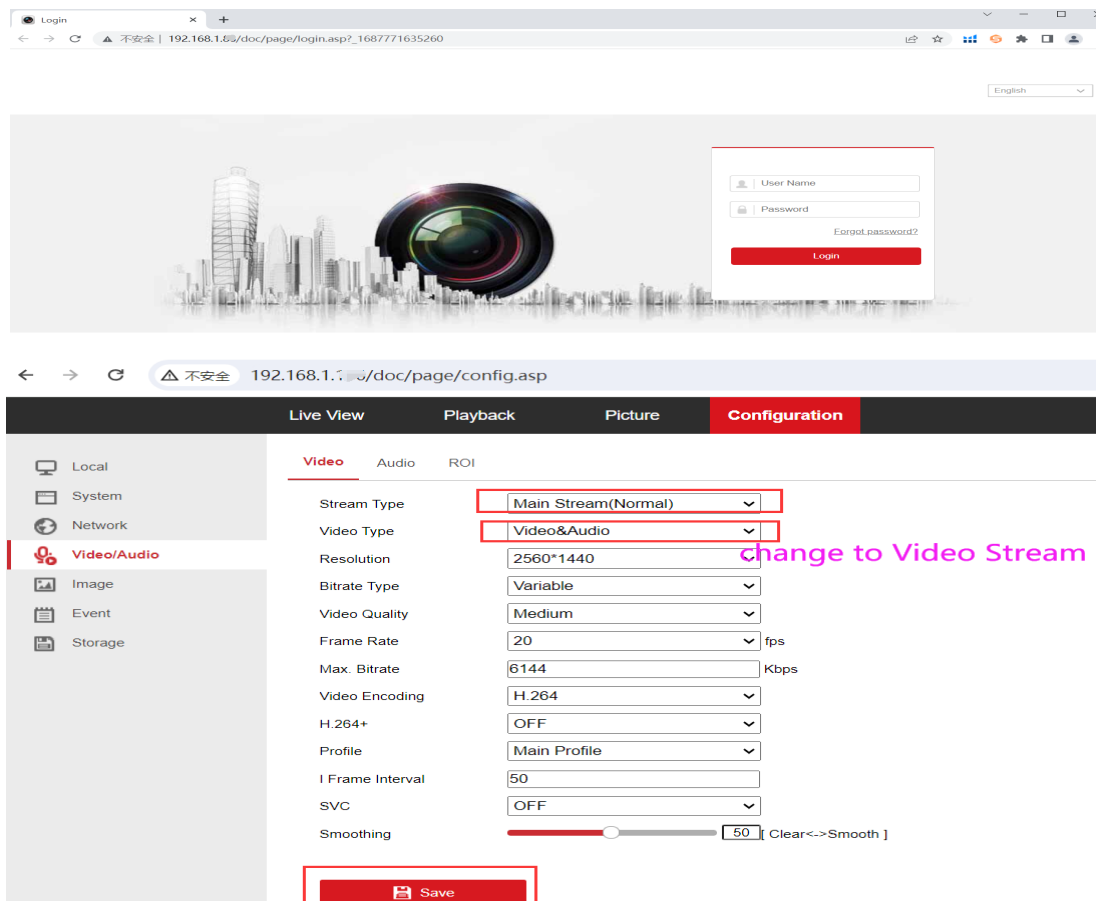 Login
不安全 192.168.1./doc/page/login.asp?_1687771635260
English
User Name
Password
Forgot password?
Login
不安全 192.168.1./doc/page/config.asp
Live View Playback Picture Configuration
Local
System
Network
Video/Audio
Image
Event
Storage
Video Audio ROI
Stream Type Main Stream(Normal)
Video Type Video&Audio
change to Video Stream
Resolution 2560*1440
Bitrate Type Variable
Video Quality Medium
Frame Rate 20 fps
Max. Bitrate 6144 Kbps
Video Encoding H.264
H.264+ OFF
Profile Main Profile
I Frame Interval 50
SVC OFF
Smoothing 50 [ Clear<->Smooth ]
Save